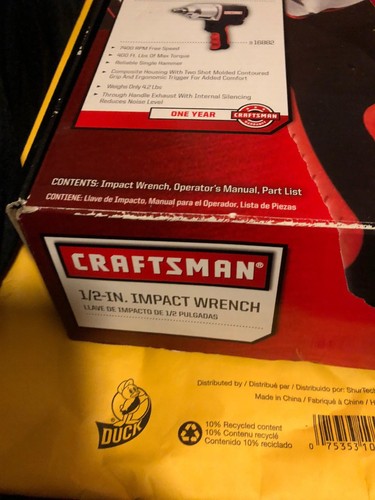 x16882
• 7400 RPM Free Speed
• 400 Ft. Lbs Of Max Torque
• Reliable Single Hammer
• Composite Housing With Two Shot Molded Contoured
Grip And Ergonomic Trigger For Added Comfort
• Weighs Only 4.2 Lbs
• Through Handle Exhaust With Internal Silencing
Reduces Noise Level
ONE YEAR
CRAFTSMAN
CONTENTS: Impact Wrench, Operator's Manual, Part List
CONTIENE: Llave de Impacto, Manual para el Operador, Lista de Piezas
CRAFTSMAN®
1/2-IN. IMPACT WRENCH
LLAVE DE IMPACTO DE 1/2 PULGADAS
Distributed by / Distribué par / Distribuido por: ShurTec
Made in China / Fabriqué à Chine / H
DUCK
10% Recycled content
10% Contenu recyclé
Contenido 10% reciclado
0 75353 10